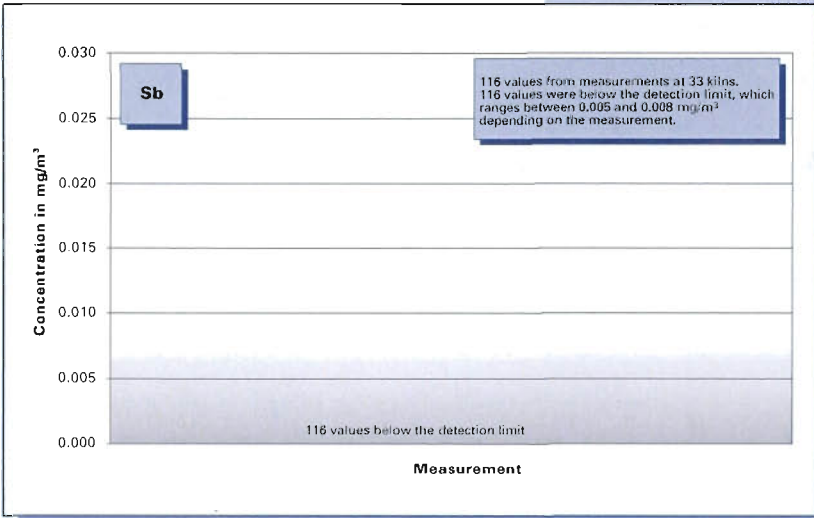 Sb
116 values from measurements at 33 kilns.
116 values were below the detection limit, which
ranges between 0.005 and 0.008 mg/m³
depending on the measurement.
0.030
0.025
0.020
0.015
0.010
0.005
0.000
Concentration in mg/m³
116 values below the detection limit
Measurement